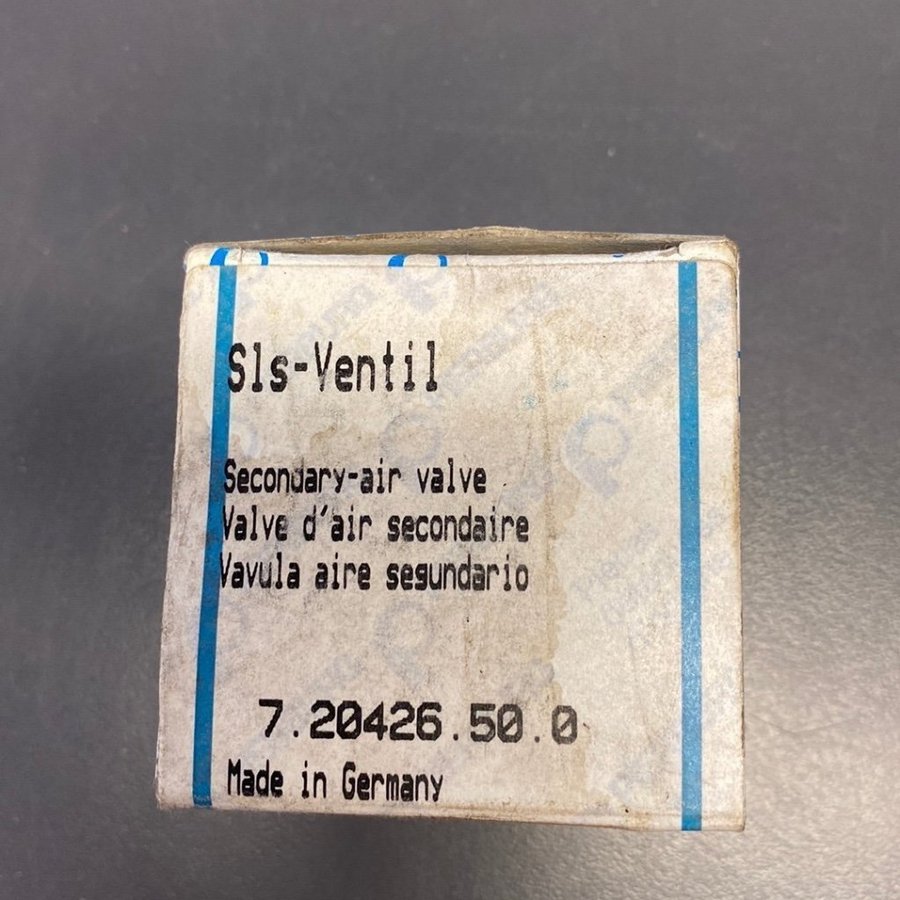 Sls-Ventil
Secondary-air valve
Valve d'air secondaire
Vavula aire segundario
7.20426.50.0
Made in Germany